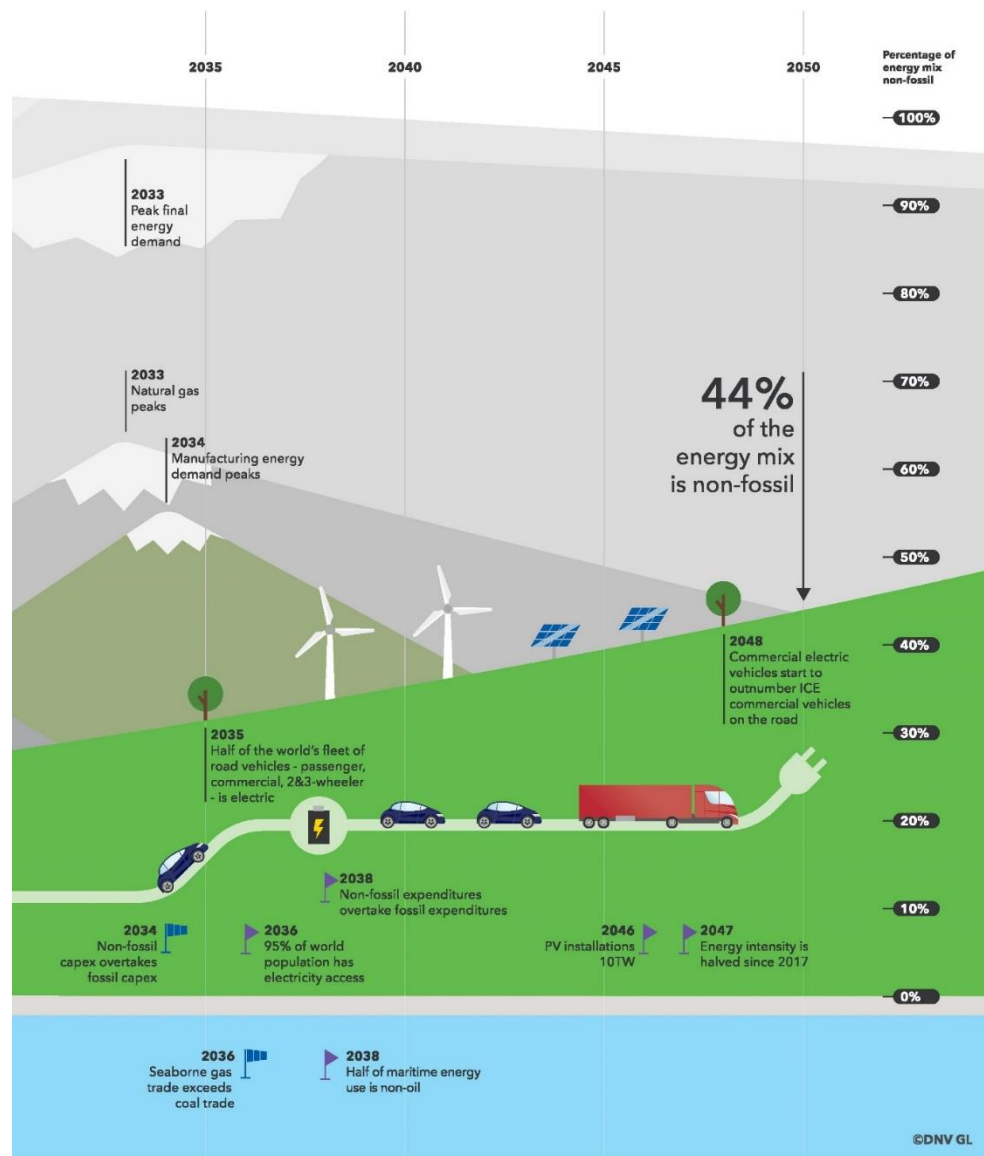 2035
2040
2045
2050
Percentage of
energy mix
non-fossil
100%
2033
Peak final
energy
demand
90%
80%
2033
Natural gas
peaks
70%
44%
of the
energy mix
is non-fossil
2034
Manufacturing energy
demand peaks
60%
50%
40%
2048
Commercial electric
vehicles start to
outnumber ICE
commercial vehicles
on the road
30%
2035
Half of the world's fleet of
road vehicles - passenger,
commercial, 2&3-wheeler
- is electric
20%
2038
Non-fossil expenditures
overtake fossil expenditures
10%
2034
Non-fossil
capex overtakes
fossil capex
2036
95% of world
population has
electricity access
2046
PV installations
10TW
2047
Energy intensity is
halved since 2017
0%
2036
Seaborne gas
trade exceeds
coal trade
2038
Half of maritime energy
use is non-oil
©DNV GL